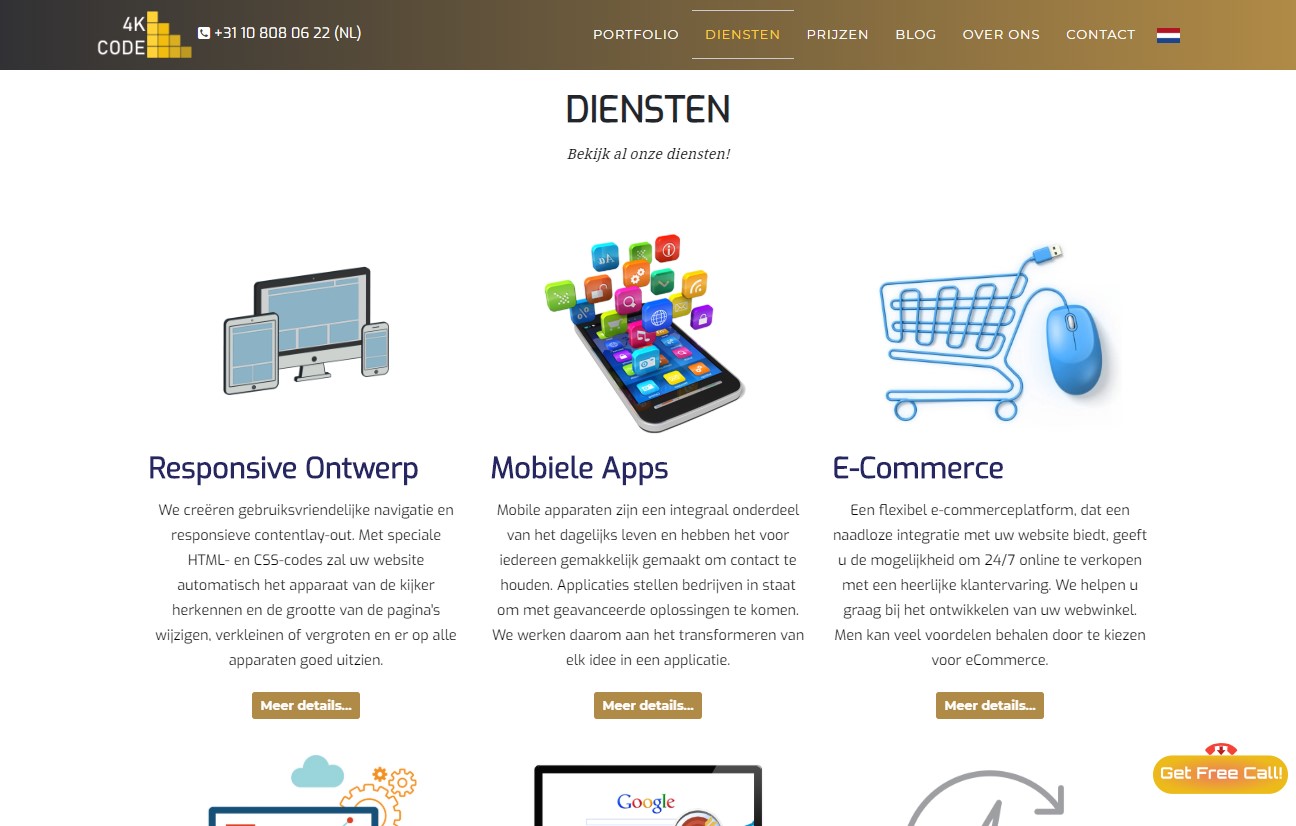 4K
CODE
+31 10 808 06 22 (NL)
PORTFOLIO DIENSTEN PRIJZEN BLOG OVER ONS CONTACT
DIENSTEN
Bekijk al onze diensten!
Responsive Ontwerp
We creëren gebruiksvriendelijke navigatie en
responsieve contentlay-out. Met speciale
HTML- en CSS-codes zal uw website
automatisch het apparaat van de kijker
herkennen en de grootte van de pagina's
wijzigen, verkleinen of vergroten en er op alle
apparaten goed uitzien.
Meer details...
Mobiele Apps
Mobile apparaten zijn een integraal onderdeel
van het dagelijks leven en hebben het voor
iedereen gemakkelijk gemaakt om contact te
houden. Applicaties stellen bedrijven in staat
om met geavanceerde oplossingen te komen.
We werken daarom aan het transformeren van
elk idee in een applicatie.
Meer details...
E-Commerce
Een flexibel e-commerceplatform, dat een
naadloze integratie met uw website biedt, geeft
u de mogelijkheid om 24/7 online te verkopen
met een heerlijke klantervaring. We helpen u
graag bij het ontwikkelen van uw webwinkel.
Men kan veel voordelen behalen door te kiezen
voor eCommerce.
Meer details...
Google
Get Free Call!